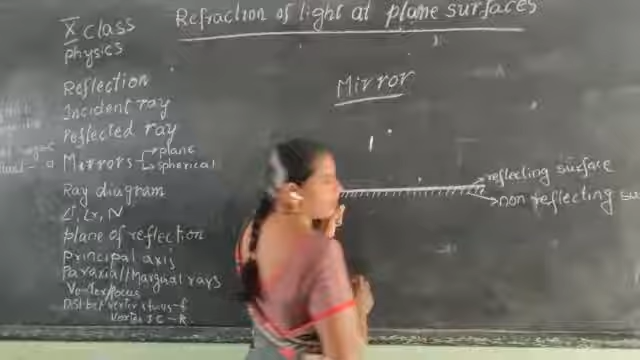 X class
physics
Refraction of light at plane surfaces
Reflection
Incident ray
reflected ray
Mirrors
plane
spherical
Ray diagram
plane of reflection
principal axis
Paraxial/Marginal rays
Mirror
reflecting surface
non reflecting